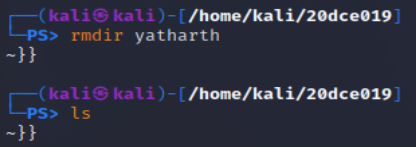 ┌──(kali㉿kali)-[/home/kali/20dce019]
└─PS> rmdir yatharth
~}}
┌──(kali㉿kali)-[/home/kali/20dce019]
└─PS> ls
~}}